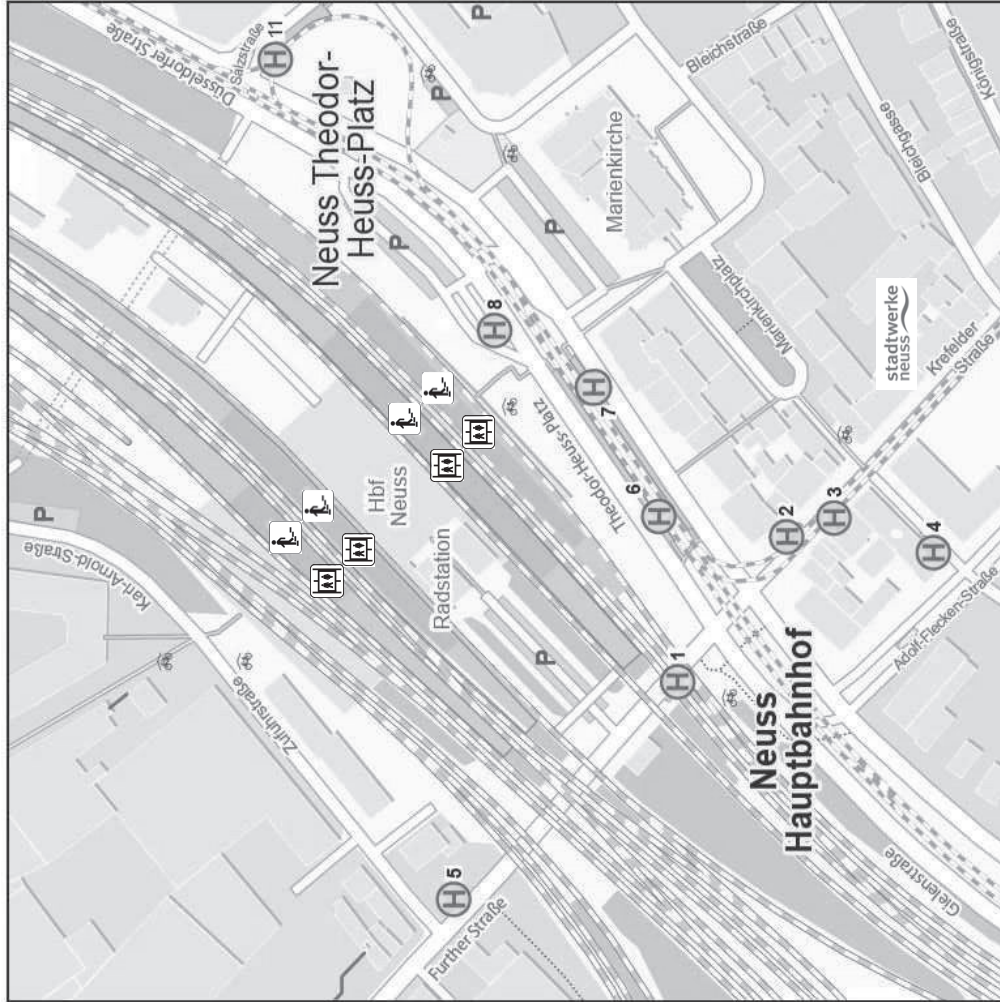 Düsseldorfer Straße
Salzstraße
H 11
Neuss Theodor-
Heuss-Platz
P
P
P
P
Bleichstraße
Königstraße
Bleichgasse
Marienkirche
Marienkirchplatz
H 8
H 7
Theodor-Heuss-Platz
H 6
stadtwerke
neuss
Krefelder
Straße
H 2
H 3
H 4
Adolf-Flecken-Straße
Karl-Arnold-Straße
P
Hbf
Neuss
Radstation
P
Zufuhrstraße
H 1
Neuss
Hauptbahnhof
H 5
Further Straße
Gielenstraße